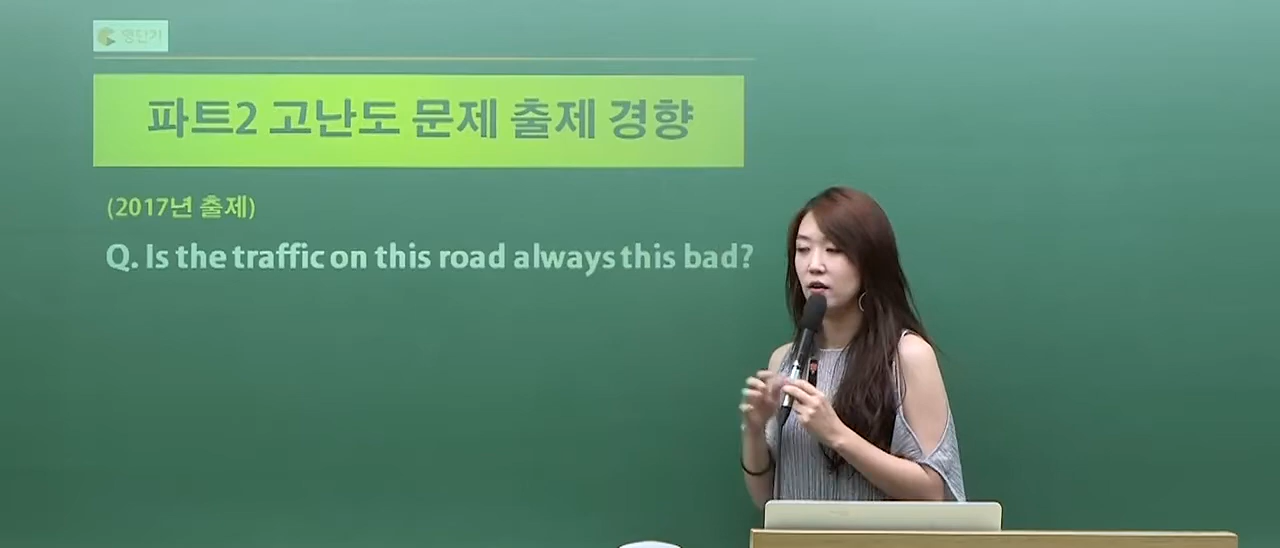 영단기
파트2 고난도 문제 출제 경향
(2017년 출제)
Q. Is the traffic on this road always this bad?